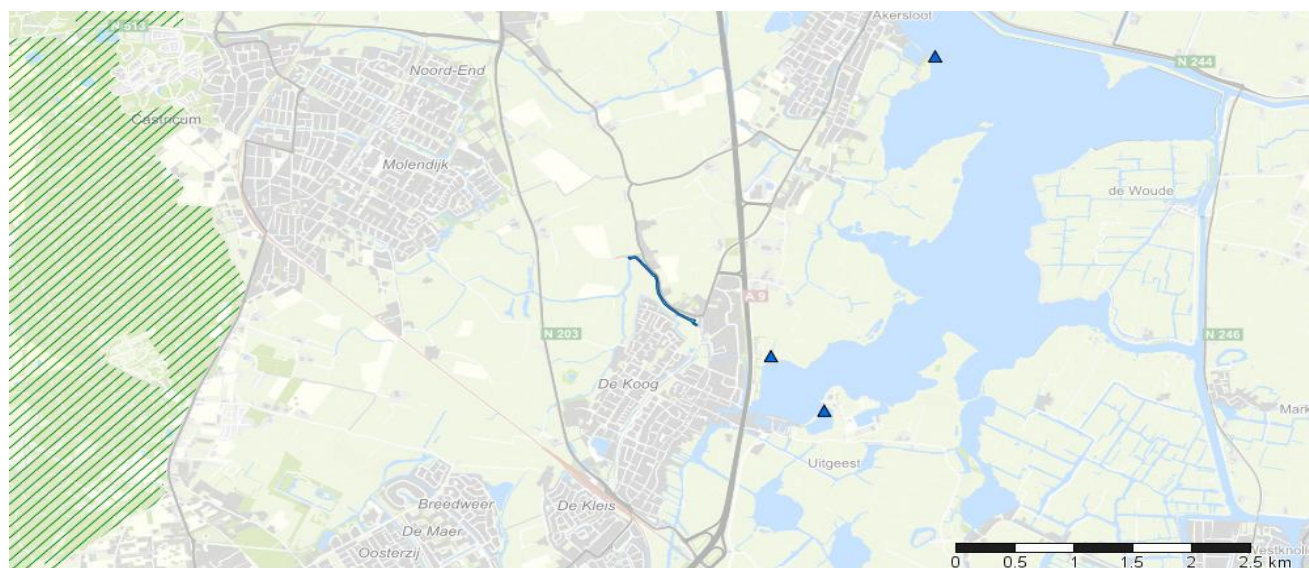 Akersloot
N 513
N 244
Noord-End
Castricum
Molendijk
de Woude
A 9
N 203
N 246
De Koog
Mark
Uitgeest
Breedweer
De Kleis
De Maer
Oosterzij
Westknoll
0 0.5 1 1.5 2 2.5 km